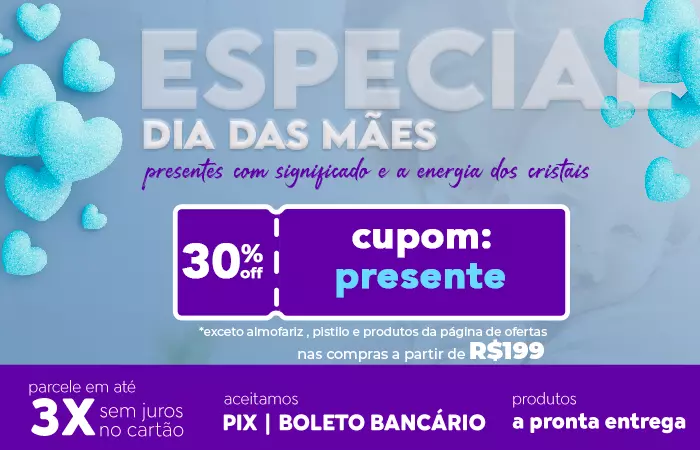 ESPECIAL
DIA DAS MÃES
presentes com significado e a energia dos cristais
30% off
cupom:
presente
*exceto almofariz , pistilo e produtos da página de ofertas
nas compras a partir de R$199
parcele em até
3X sem juros
no cartão
aceitamos
PIX | BOLETO BANCÁRIO
produtos
a pronta entrega